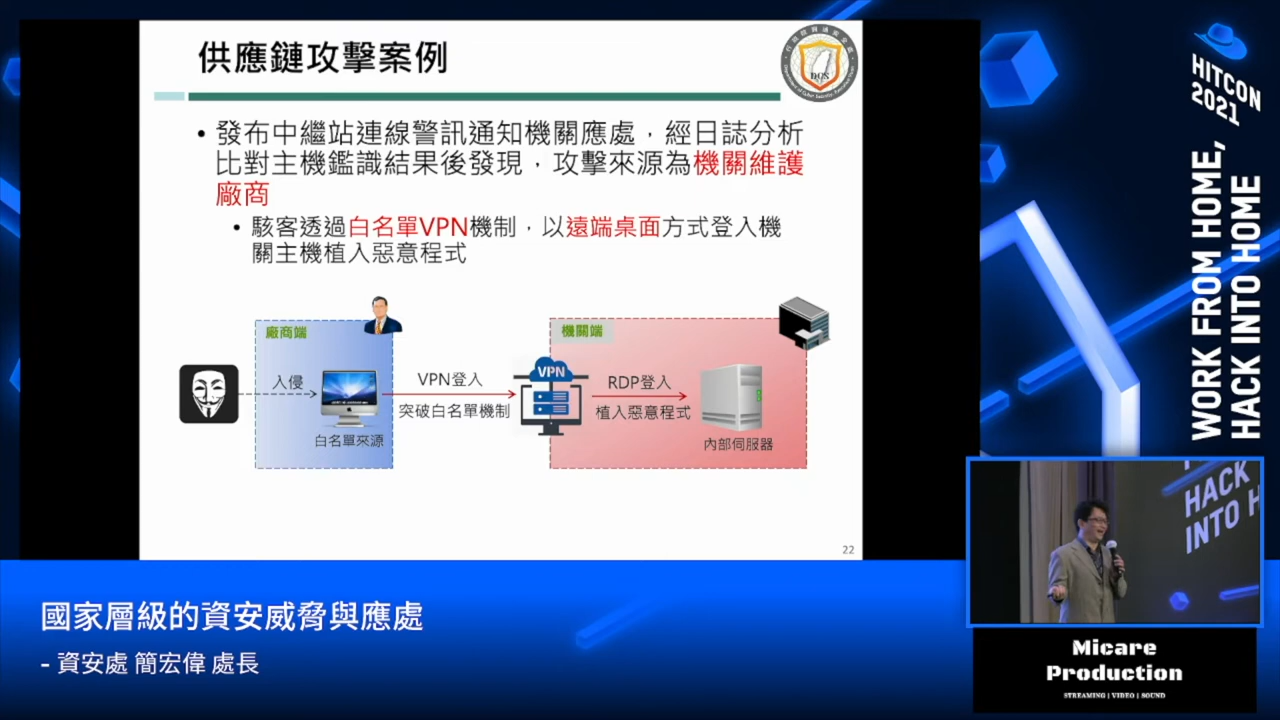 供應鏈攻擊案例
DCS
• 發布中繼站連線警訊通知機關應處，經日誌分析
比對主機鑑識結果後發現，攻擊來源為機關維護
廠商
• 駭客透過白名單VPN機制，以遠端桌面方式登入機
關主機植入惡意程式
廠商端
入侵
白名單來源
VPN登入
突破白名單機制
機關端
VPN
RDP登入
植入惡意程式
內部伺服器
22
HITCON
2021
WORK FROM HOME,
HACK INTO HOME
HACK
INTO H
國家層級的資安威脅與應處
- 資安處 簡宏偉 處長
Micare
Production
STREAMING | VIDEO | SOUND